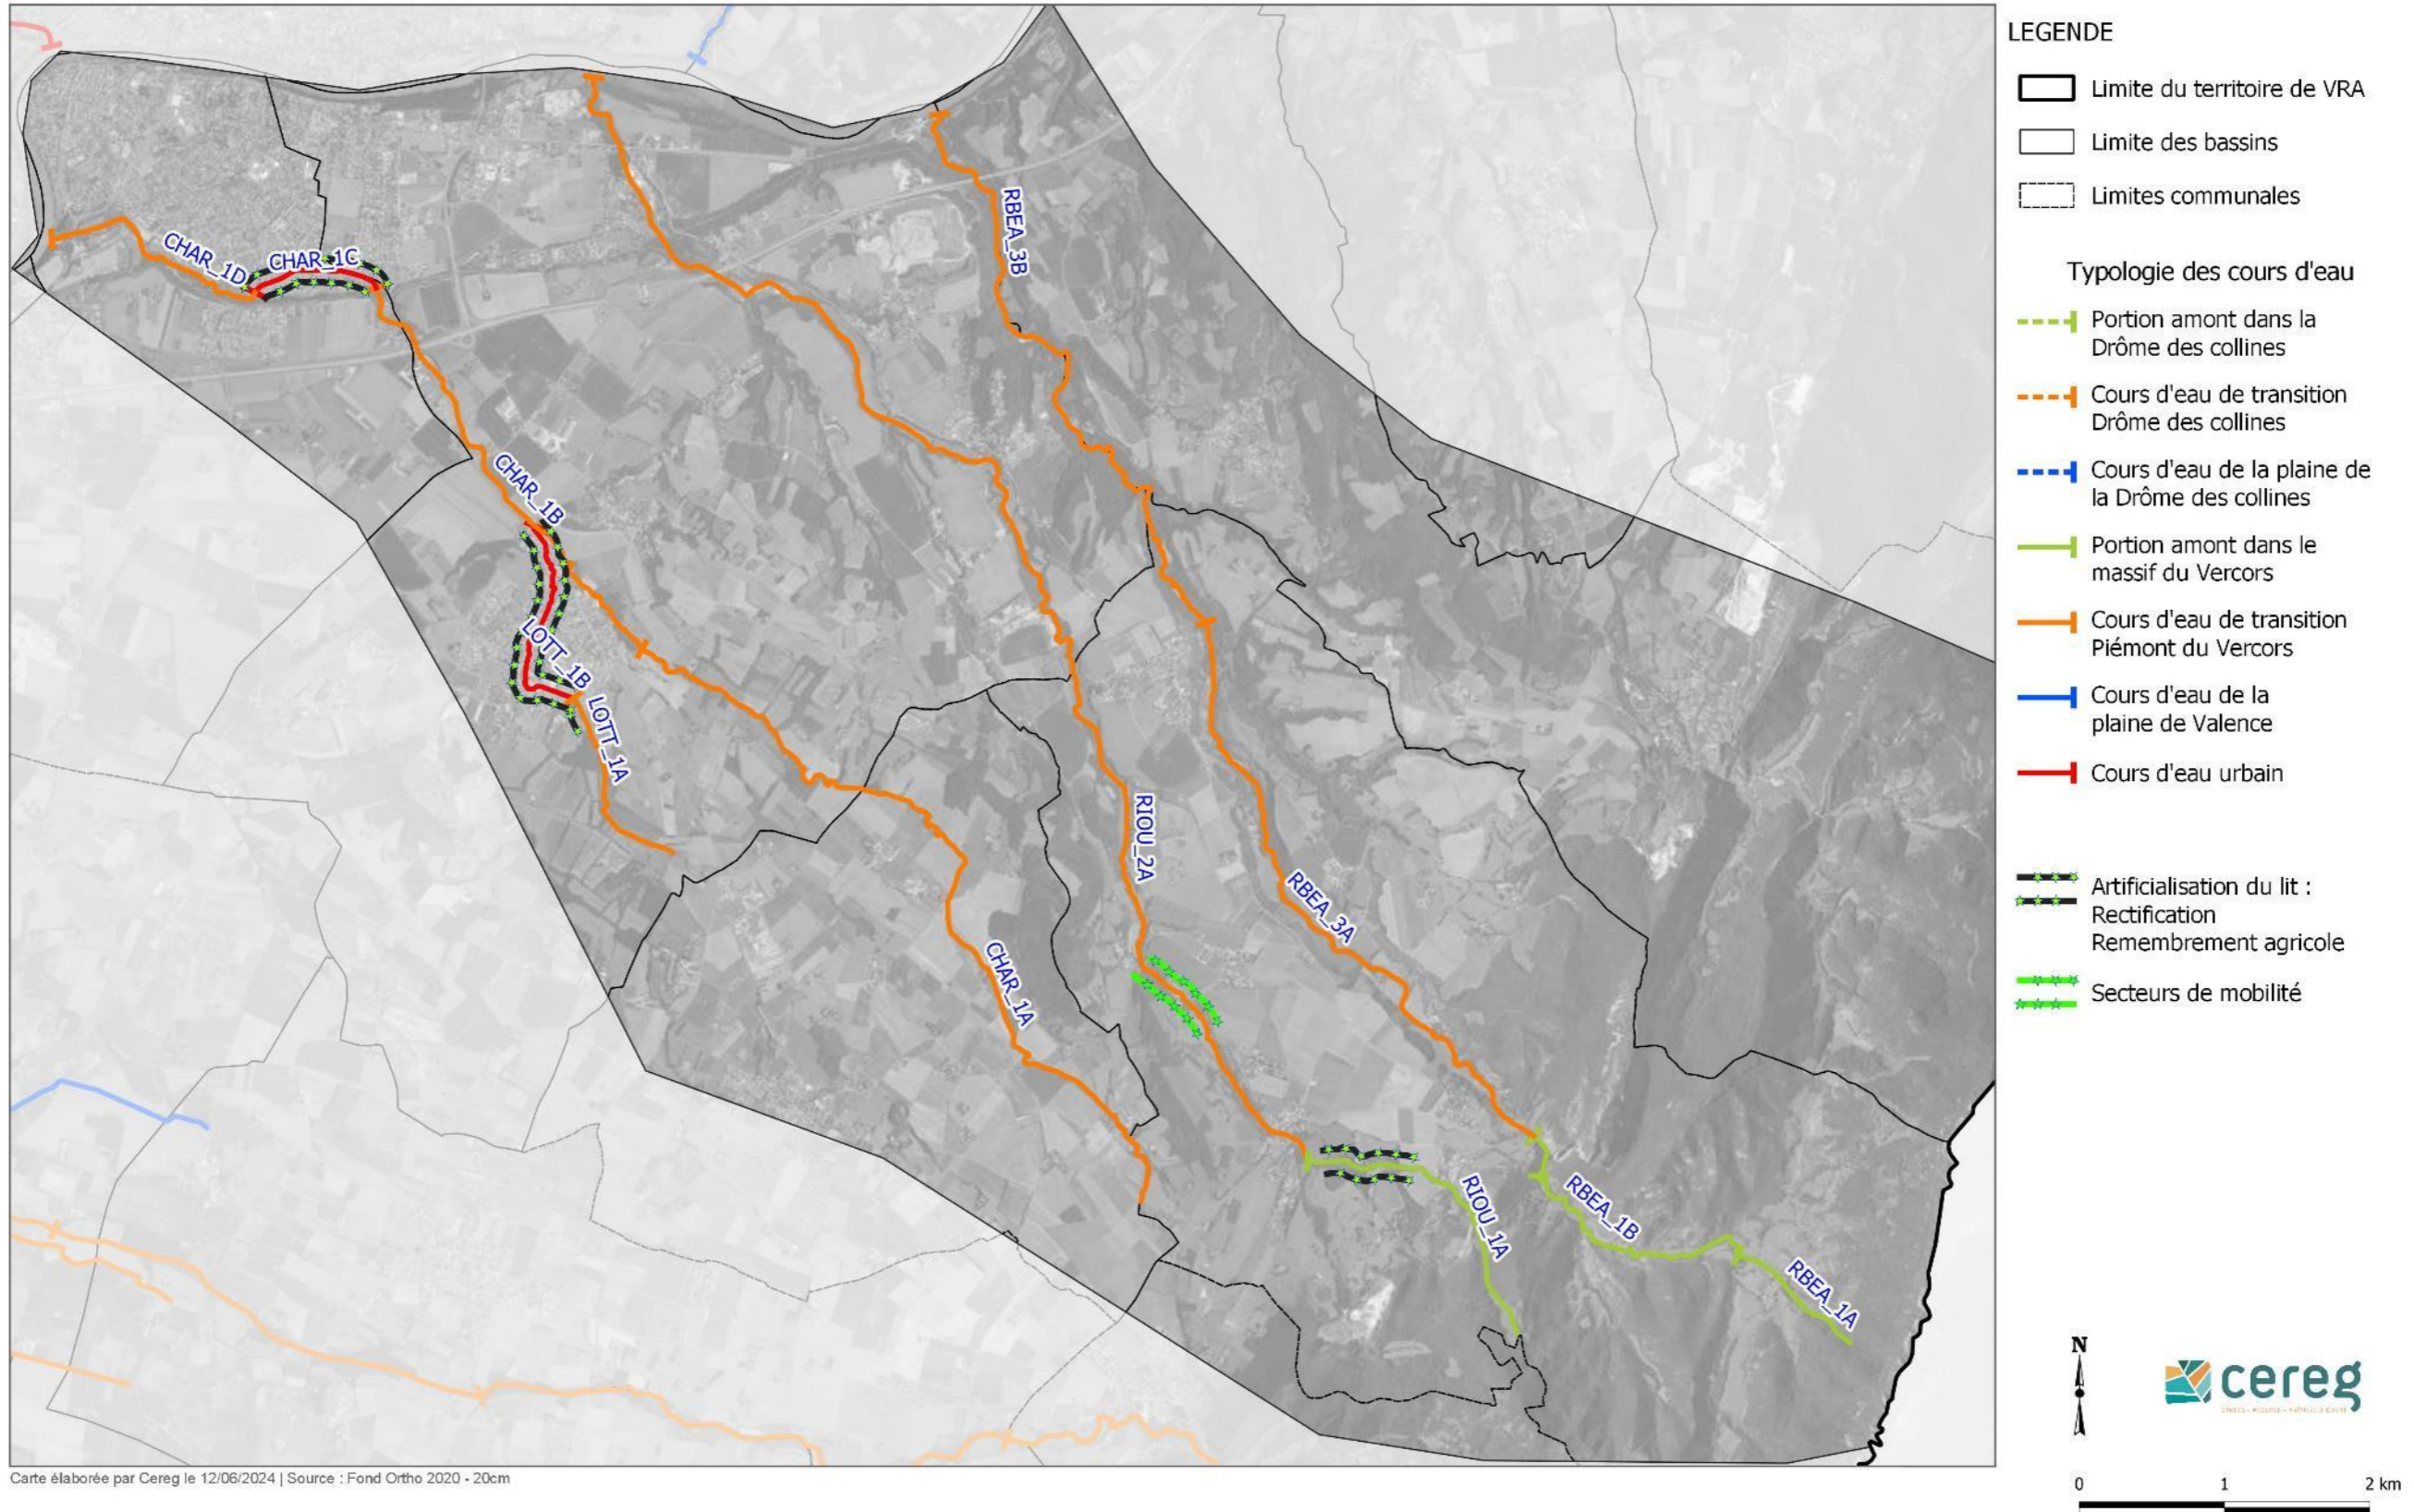 LEGENDE
Limite du territoire de VRA
Limite des bassins
Limites communales
Typologie des cours d'eau
Portion amont dans la
Drôme des collines
Cours d'eau de transition
Drôme des collines
Cours d'eau de la plaine de
la Drôme des collines
Portion amont dans le
massif du Vercors
Cours d'eau de transition
Piémont du Vercors
Cours d'eau de la
plaine de Valence
Cours d'eau urbain
Artificialisation du lit :
Rectification
Remembrement agricole
Secteurs de mobilité
RBEA_3B
CHAR_1D
CHAR_1C
CHAR_1B
LOTT_1B
LOTT_1A
RIOU_2A
RBEA_3A
CHAR_1A
RIOU_1A
RBEA_1B
RBEA_1A
N
cereg
0 1 2 km
Carte élaborée par Cereg le 12/06/2024 | Source : Fond Ortho 2020 - 20cm